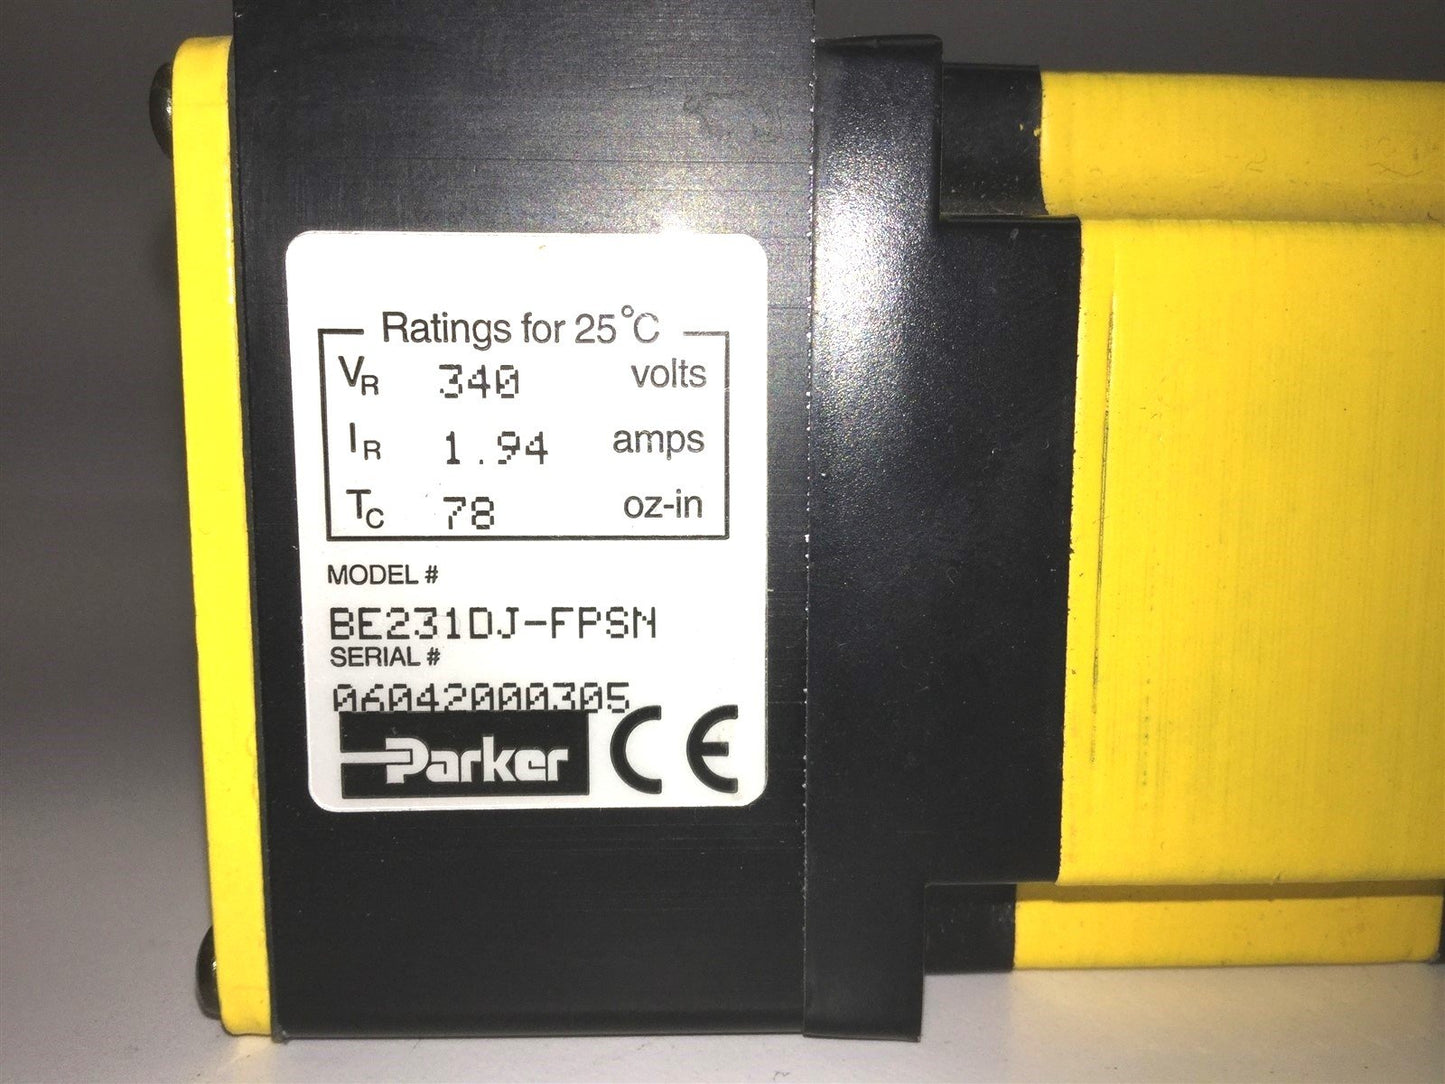 Ratings for 25°C
VR 340 volts
IR 1.94 amps
TC 78 oz-in
MODEL #
BE231DJ-FPSN
SERIAL #
06042000305
Parker CE